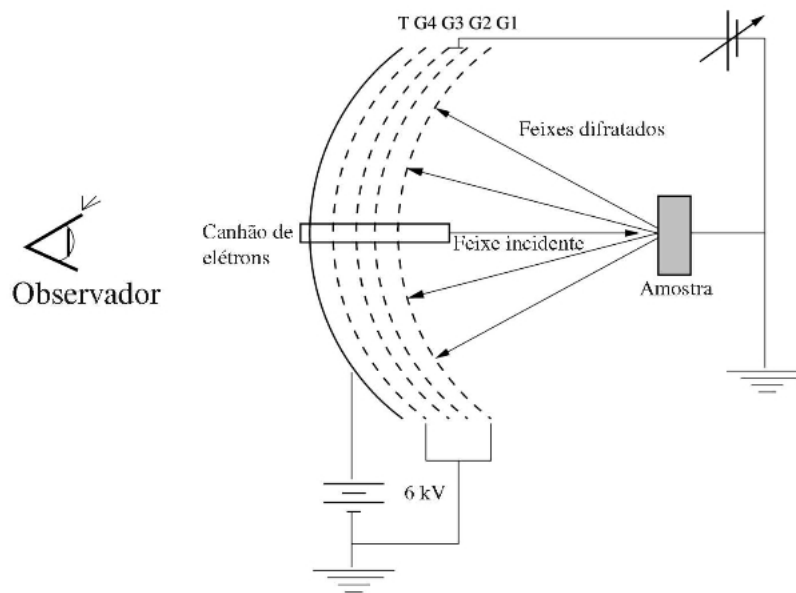 T G4 G3 G2 G1
Feixes difratados
Canhão de
elétrons
Feixe incidente
Observador
Amostra
6 kV